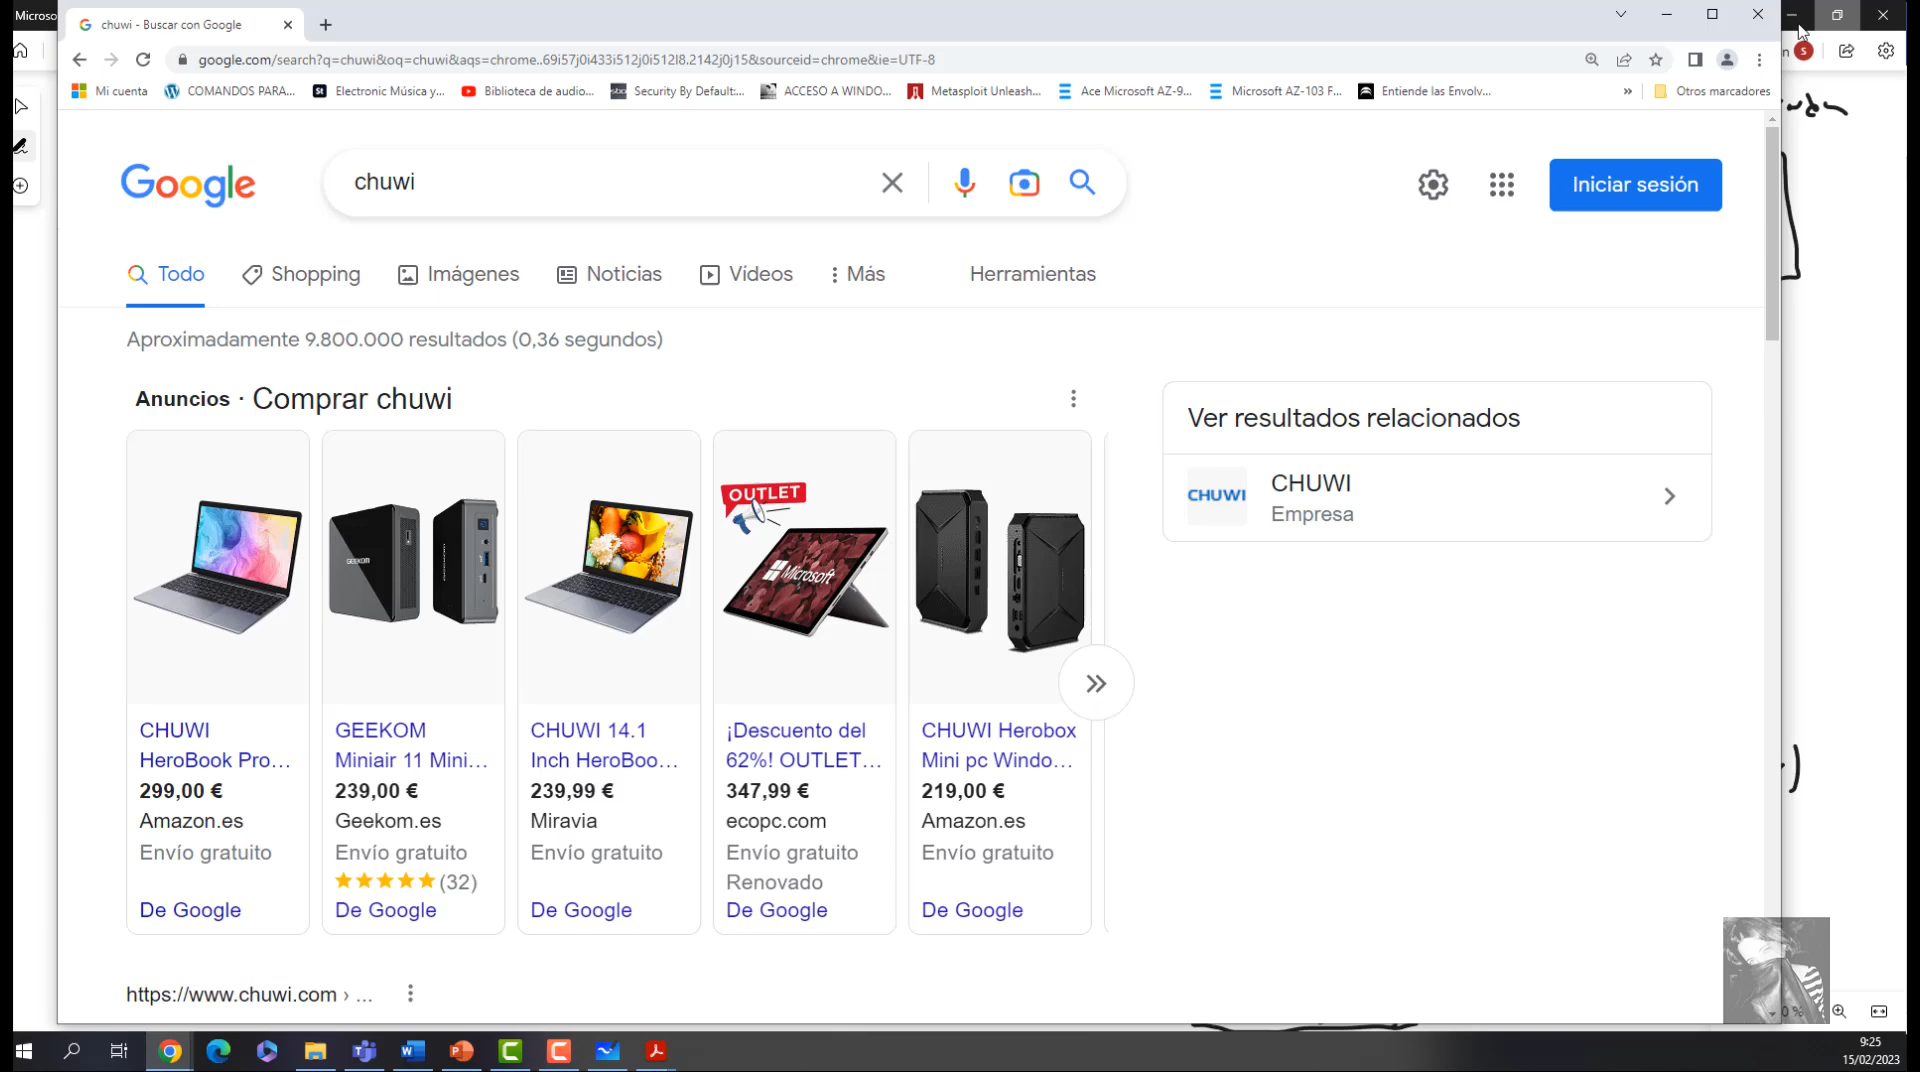 Microso
chuwi - Buscar con Google
google.com/search?q=chuwi&oq=chuwi&aqs=chrome..69i57j0i433i512j0i512l8.2142j0j15&sourceid=chrome&ie=UTF-8
n S
Mi cuenta
COMANDOS PARA...
St
Electronic Música y...
Biblioteca de audio...
Security By Default:...
ACCESO A WINDO...
Metasploit Unleash...
Ace Microsoft AZ-9...
Microsoft AZ-103 F...
Entiende las Envolv...
»
Otros marcadores
Google
chuwi
Iniciar sesión
Todo
Shopping
Imágenes
Noticias
Vídeos
Más
Herramientas
Aproximadamente 9.800.000 resultados (0,36 segundos)
Anuncios · Comprar chuwi
Ver resultados relacionados
CHUWI
CHUWI
Empresa
GEEKOM
OUTLET
Microsoft
CHUWI
HeroBook Pro...
299,00 €
Amazon.es
Envío gratuito
De Google
GEEKOM
Miniair 11 Mini...
239,00 €
Geekom.es
Envío gratuito
(32)
De Google
CHUWI 14.1
Inch HeroBoo...
239,99 €
Miravia
Envío gratuito
De Google
¡Descuento del
62%! OUTLET...
347,99 €
ecopc.com
Envío gratuito
Renovado
De Google
CHUWI Herobox
Mini pc Windo...
219,00 €
Amazon.es
Envío gratuito
De Google
https://www.chuwi.com › ...
0 %
9:25
15/02/2023